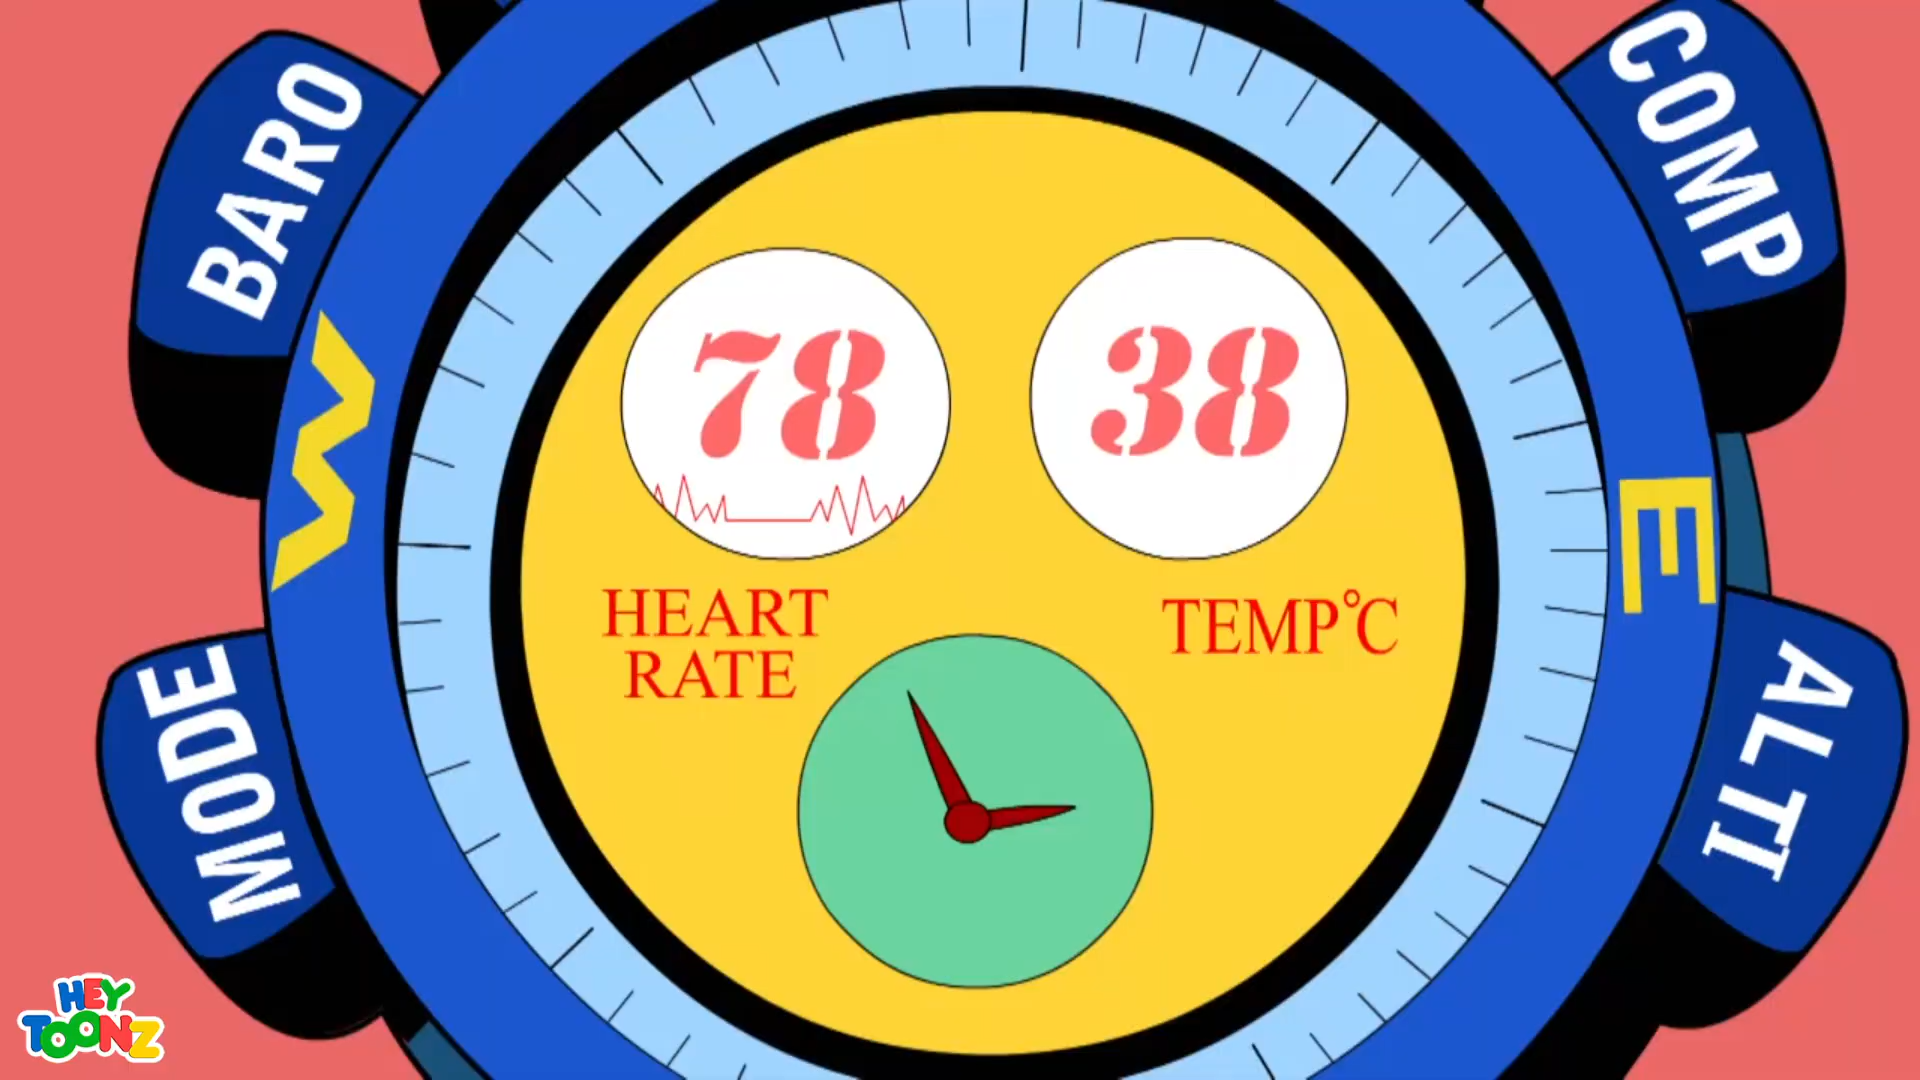 BARO
COMP
W
78
38
E
HEART
RATE
TEMP°C
MODE
ALTI
HEY
TOONZ